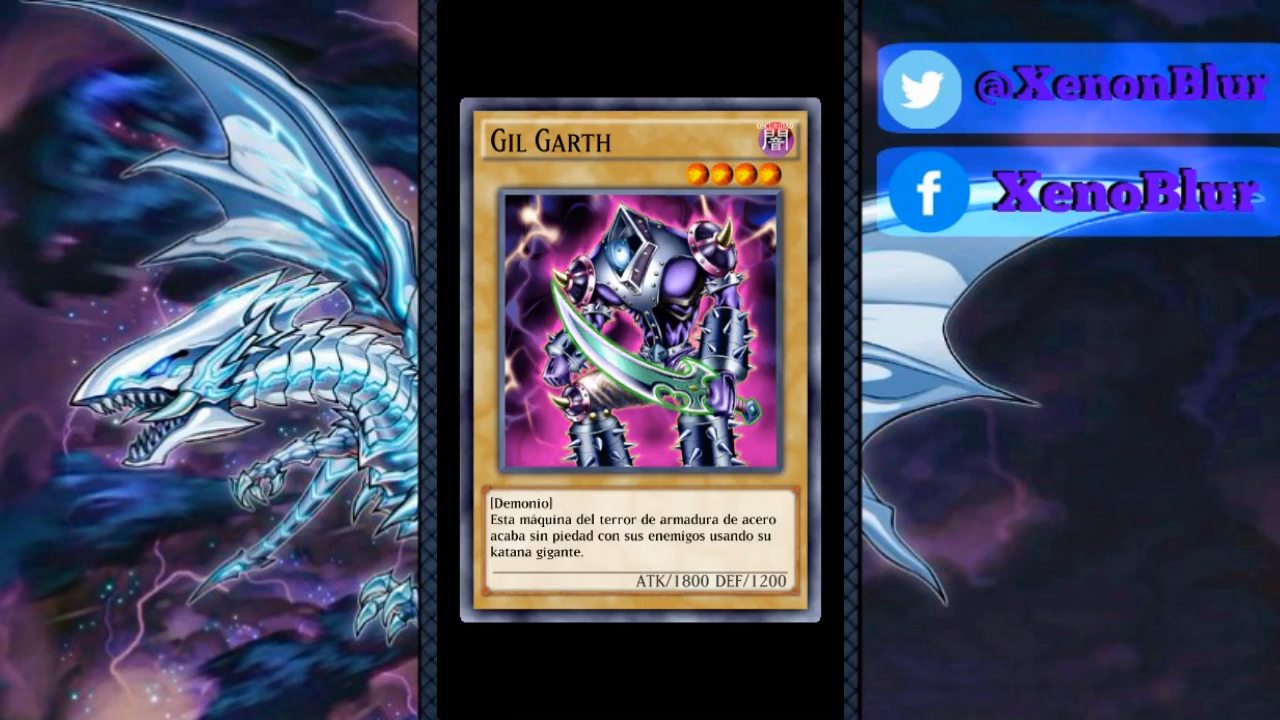 @XenonBlur
XenoBlur
Gil Garth
闇
[Demonio]
Esta máquina del terror de armadura de acero
acaba sin piedad con sus enemigos usando su
katana gigante.
ATK/1800 DEF/1200